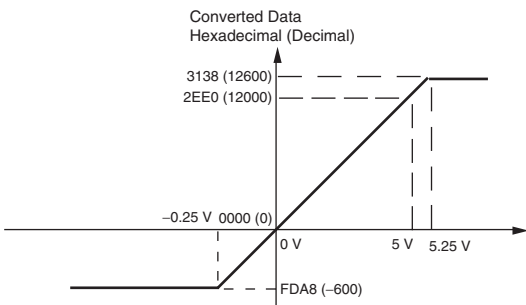 Converted Data
Hexadecimal (Decimal)
3138 (12600)
2EE0 (12000)
−0.25 V 0000 (0)
0 V
5 V
5.25 V
FDA8 (−600)